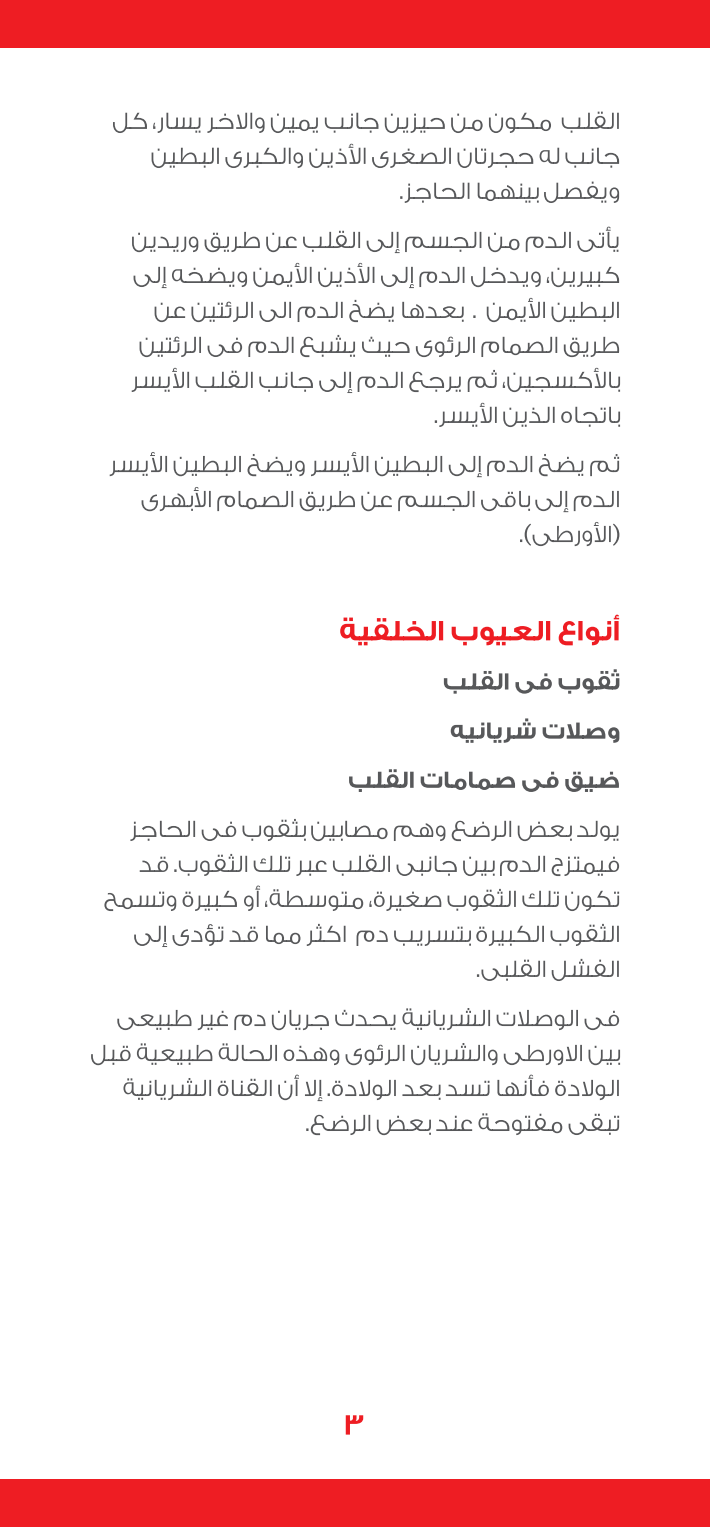 القلب مكون من حيزين جانب يمين والاخر يسار، كل
جانب له حجرتان الصغرى الأذين والكبرى البطين
ويفصل بينهما الحاجز.
يأتى الدم من الجسم إلى القلب عن طريق وريدين
كبيرين، ويدخل الدم إلى الأذين الأيمن ويضخه إلى
البطين الأيمن . بعدها يضخ الدم الى الرئتين عن
طريق الصمام الرئوى حيث يشبع الدم فى الرئتين
بالأكسجين، ثم يرجع الدم إلى جانب القلب الأيسر
باتجاه الذين الأيسر.
ثم يضخ الدم إلى البطين الأيسر ويضخ البطين الأيسر
الدم إلى باقى الجسم عن طريق الصمام الأبهرى
(الأورطى).
أنواع العيوب الخلقية
ثقوب فى القلب
وصلات شريانيه
ضيق فى صمامات القلب
يولد بعض الرضع وهم مصابين بثقوب فى الحاجز
فيمتزج الدم بين جانبى القلب عبر تلك الثقوب. قد
تكون تلك الثقوب صغيرة، متوسطة، أو كبيرة وتسمح
الثقوب الكبيرة بتسريب دم اكثر مما قد تؤدى إلى
الفشل القلبى.
فى الوصلات الشريانية يحدث جريان دم غير طبيعى
بين الاورطى والشريان الرئوى وهذه الحالة طبيعية قبل
الولادة فأنها تسد بعد الولادة. إلا أن القناة الشريانية
تبقى مفتوحة عند بعض الرضع.
٣